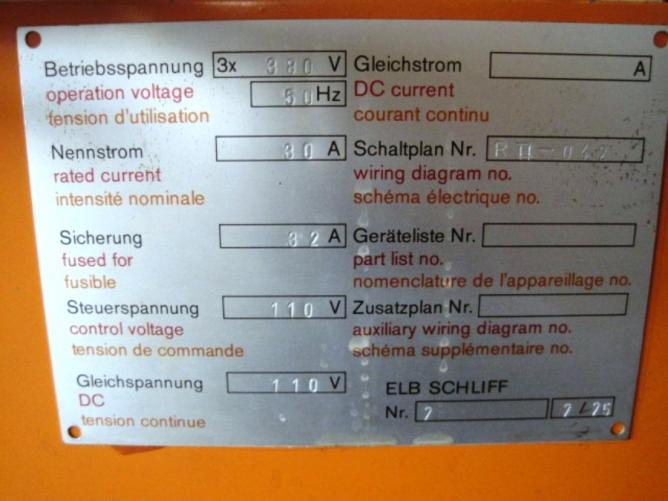 Betriebsspannung 3x 380 V
operation voltage 50 Hz
tension d'utilisation
Nennstrom 30 A
rated current
intensité nominale
Sicherung 32 A
fused for
fusible
Steuerspannung 110 V
control voltage
tension de commande
Gleichspannung 110 V
DC
tension continue
Gleichstrom A
DC current
courant continu
Schaltplan Nr.
wiring diagram no.
schéma électrique no.
Geräteliste Nr.
part list no.
nomenclature de l'appareillage no.
Zusatzplan Nr.
auxiliary wiring diagram no.
schéma supplémentaire no.
ELB SCHLIFF
Nr. 2